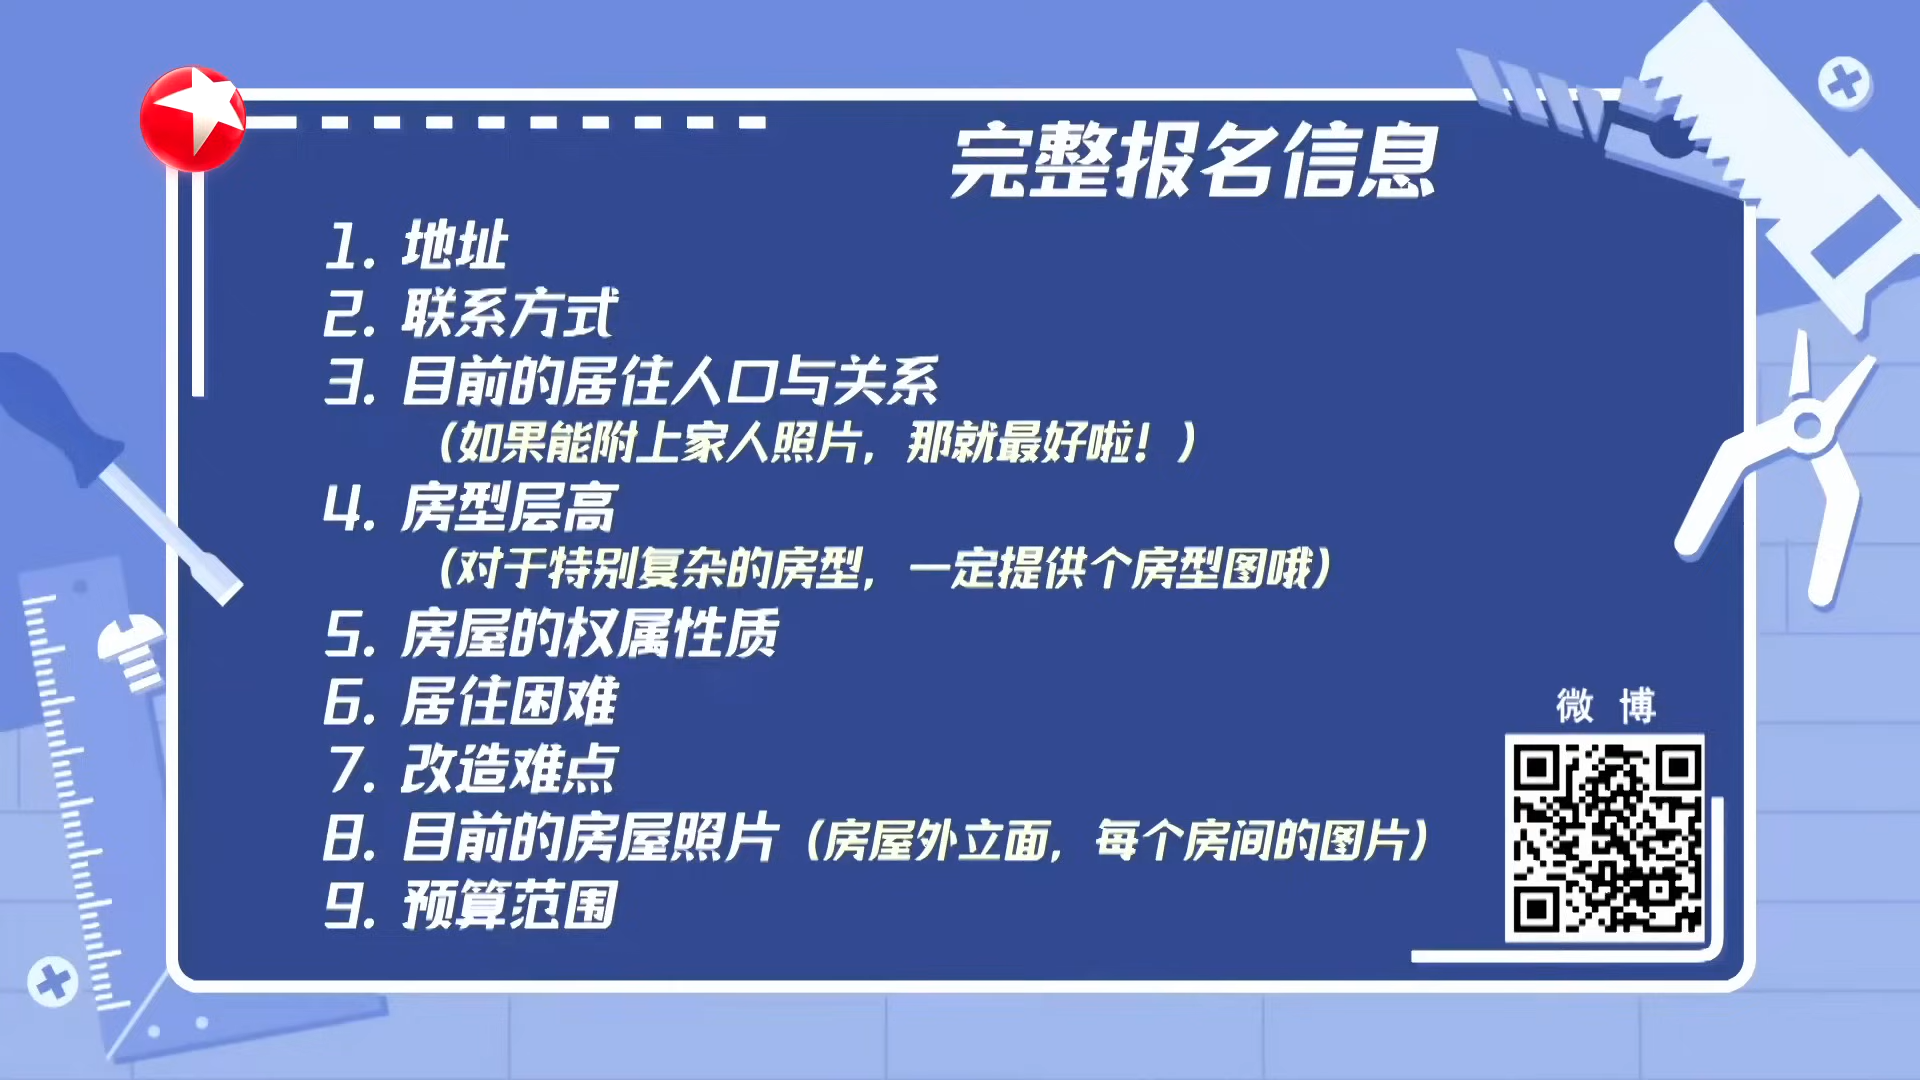 完整报名信息
1. 地址
2. 联系方式
3. 目前的居住人口与关系
（如果能附上家人照片，那就最好啦！）
4. 房型层高
（对于特别复杂的房型，一定提供个房型图哦）
5. 房屋的权属性质
6. 居住困难
7. 改造难点
8. 目前的房屋照片（房屋外立面，每个房间的图片）
9. 预算范围
微 博